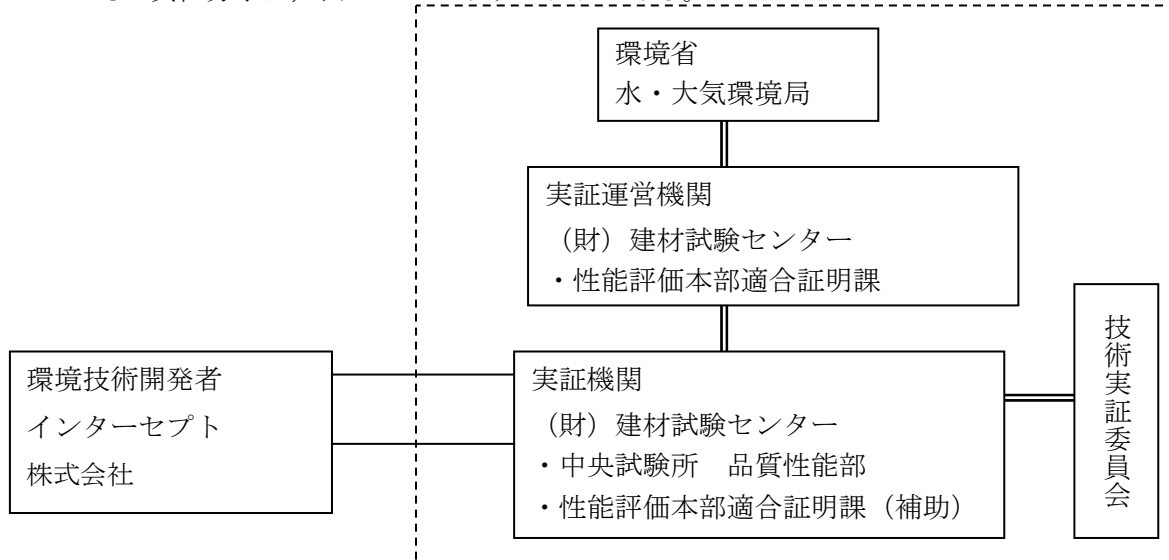 環境省
水・大気環境局
実証運営機関
（財）建材試験センター
・性能評価本部適合証明課
環境技術開発者
インターセプト
株式会社
実証機関
（財）建材試験センター
・中央試験所　品質性能部
・性能評価本部適合証明課（補助）
技術実証委員会